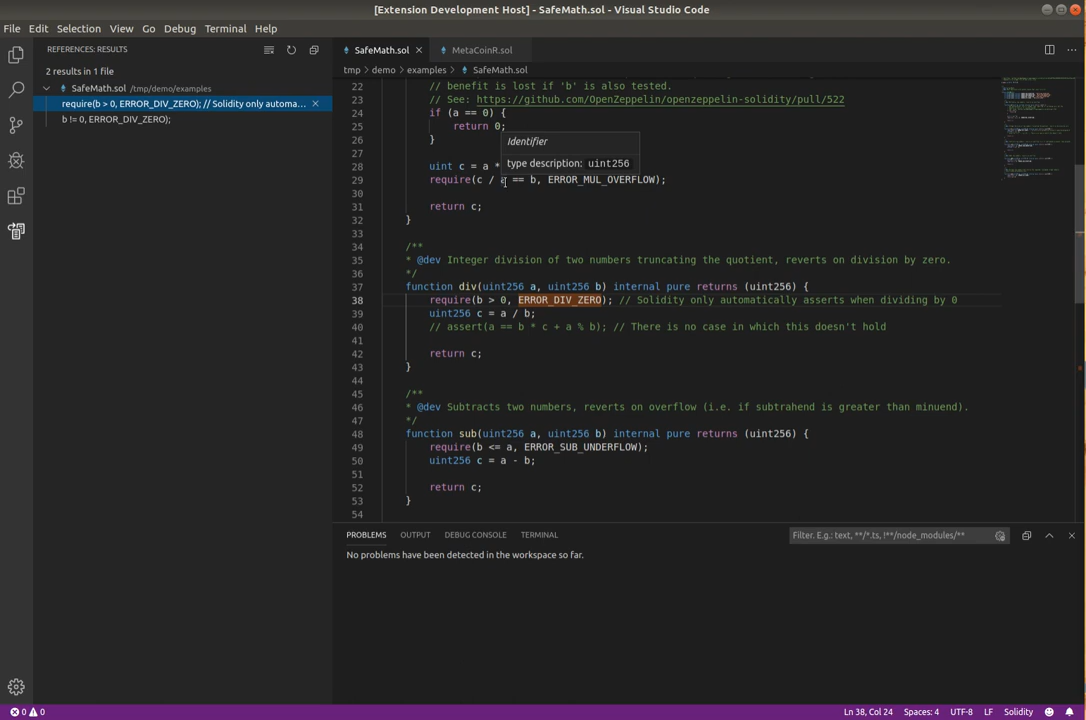 [Extension Development Host] - SafeMath.sol - Visual Studio Code
File Edit Selection View Go Debug Terminal Help
REFERENCES: RESULTS
2 results in 1 file
SafeMath.sol /tmp/demo/examples
require(b > 0, ERROR_DIV_ZERO); // Solidity only automa...
b != 0, ERROR_DIV_ZERO);
SafeMath.sol MetaCoinR.sol
tmp > demo > examples > SafeMath.sol
22 // benefit is lost if 'b' is also tested.
23 // See: https://github.com/OpenZeppelin/openzeppelin-solidity/pull/522
24 if (a == 0) {
25 return 0;
26 }
Identifier
27
type description: uint256
28 uint c = a *
29 require(c / a == b, ERROR_MUL_OVERFLOW);
30
31 return c;
32 }
33
34 /**
35 * @dev Integer division of two numbers truncating the quotient, reverts on division by zero.
36 */
37 function div(uint256 a, uint256 b) internal pure returns (uint256) {
38 require(b > 0, ERROR_DIV_ZERO); // Solidity only automatically asserts when dividing by 0
39 uint256 c = a / b;
40 // assert(a == b * c + a % b); // There is no case in which this doesn't hold
41
42 return c;
43 }
44
45 /**
46 * @dev Subtracts two numbers, reverts on overflow (i.e. if subtrahend is greater than minuend).
47 */
48 function sub(uint256 a, uint256 b) internal pure returns (uint256) {
49 require(b <= a, ERROR_SUB_UNDERFLOW);
50 uint256 c = a - b;
51
52 return c;
53 }
54
PROBLEMS OUTPUT DEBUG CONSOLE TERMINAL
Filter. E.g.: text, **/*.ts, !**/node_modules/**
No problems have been detected in the workspace so far.
0 0
Ln 38, Col 24 Spaces: 4 UTF-8 LF Solidity